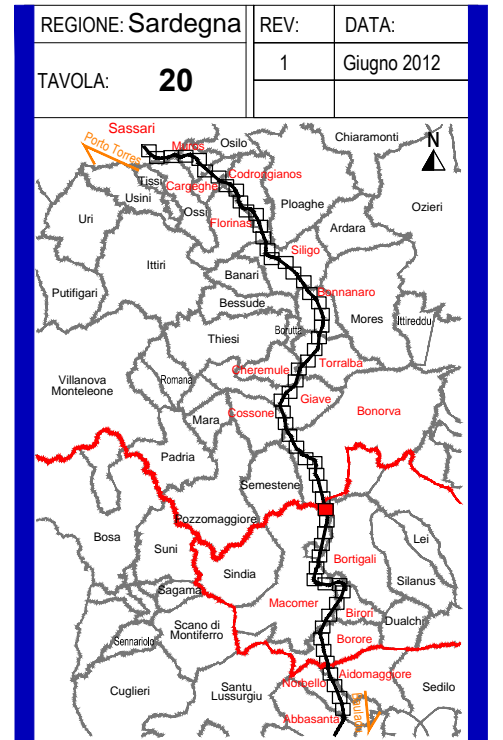 REGIONE: Sardegna
REV:
DATA:
TAVOLA: 20
1
Giugno 2012
Sassari
Porto Torres
Muros
Osilo
Chiaramonti
N
Tissi
Cargeghe
Codrongianos
Usini
Ossi
Ploaghe
Ozieri
Uri
Florinas
Ardara
Siligo
Ittiri
Banari
Bonnanaro
Putifigari
Bessude
Mores
Ittireddu
Thiesi
Borutta
Cheremule
Torralba
Villanova
Monteleone
Romana
Giave
Cossone
Bonorva
Mara
Padria
Semestene
Pozzomaggiore
Bosa
Suni
Lei
Bortigali
Sindia
Silanus
Sagama
Macomer
Birori
Dualchi
Scano di
Montiferro
Sennariolo
Borore
Aidomaggiore
Norbello
Cuglieri
Santu
Lussurgiu
Sedilo
Abbasanta